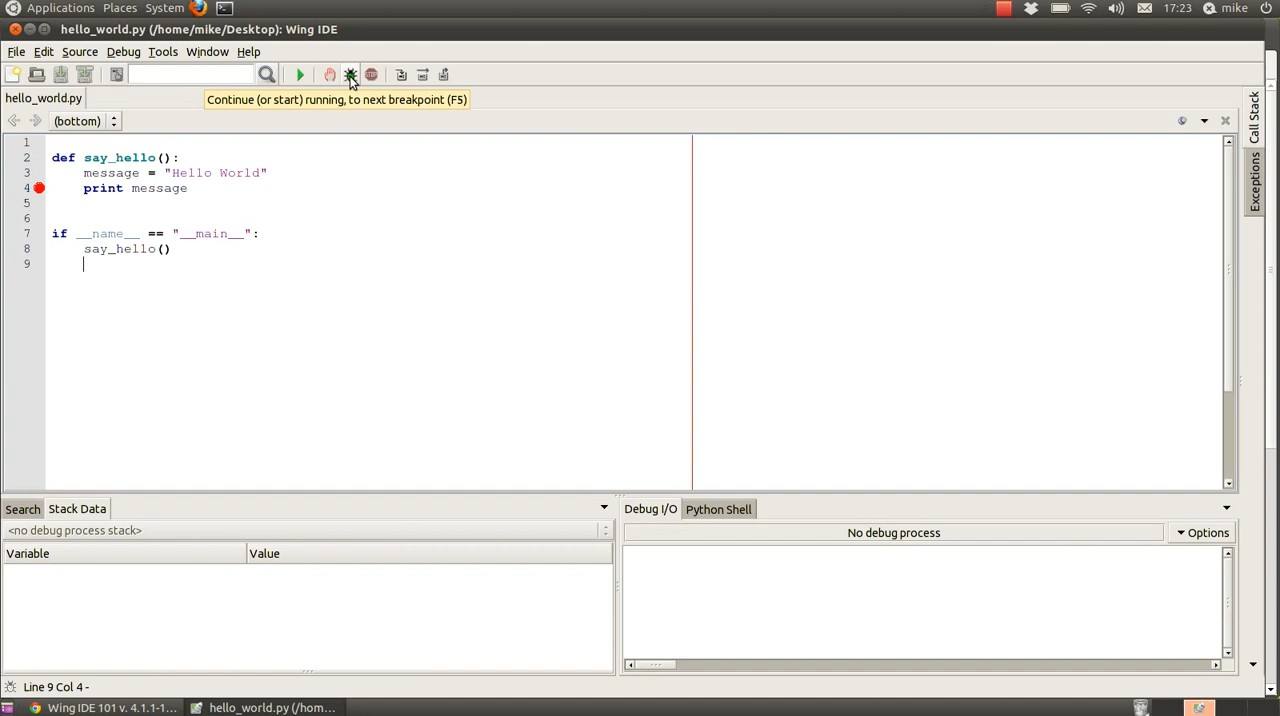 Applications Places System 17:23 mike
hello_world.py (/home/mike/Desktop): Wing IDE
File Edit Source Debug Tools Window Help
hello_world.py
Continue (or start) running, to next breakpoint (F5)
(bottom)
Call Stack
Exceptions
1
2 def say_hello():
3 message = "Hello World"
4 print message
5
6
7 if __name__ == "__main__":
8 say_hello()
9
Search Stack Data
Debug I/O Python Shell
<no debug process stack>
No debug process
Options
Variable Value
Line 9 Col 4 -
Wing IDE 101 v. 4.1.1-1... hello_world.py (/hom...